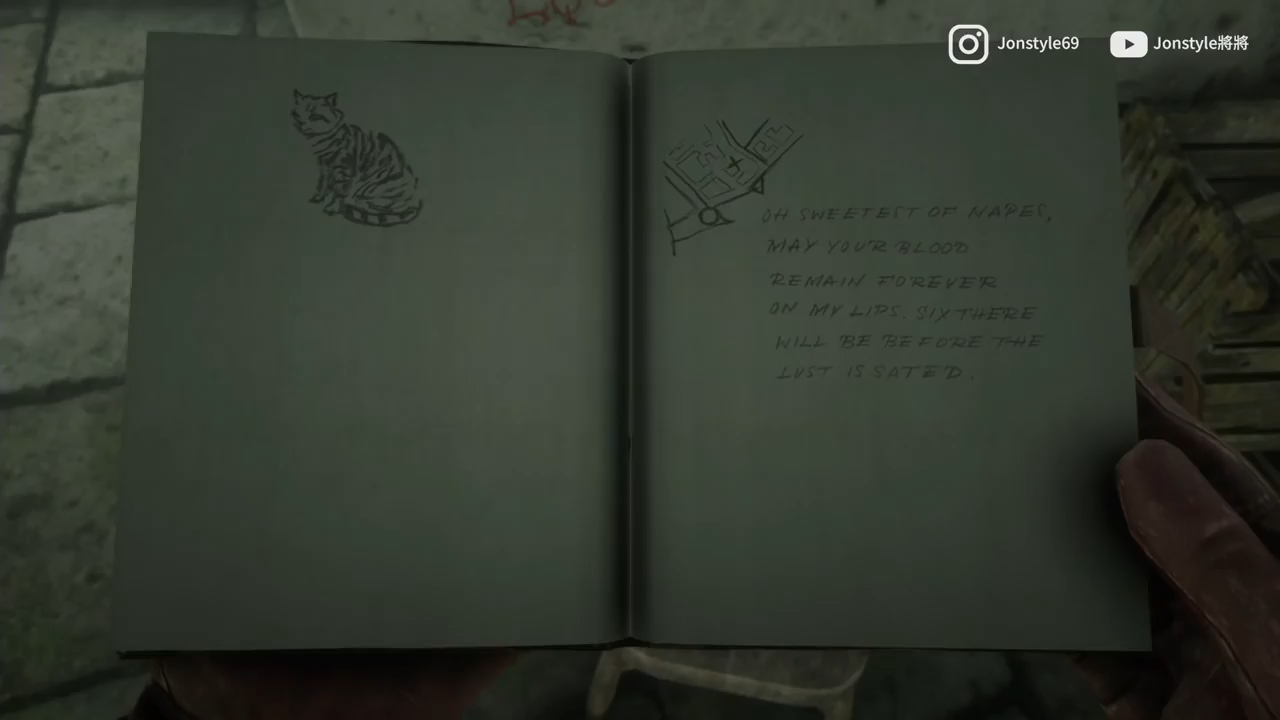 Jonstyle69
Jonstyle將將
OH SWEETEST OF NAPES,
MAY YOUR BLOOD
REMAIN FOREVER
ON MY LIPS. SIX THERE
WILL BE BEFORE THE
LUST IS SATED.